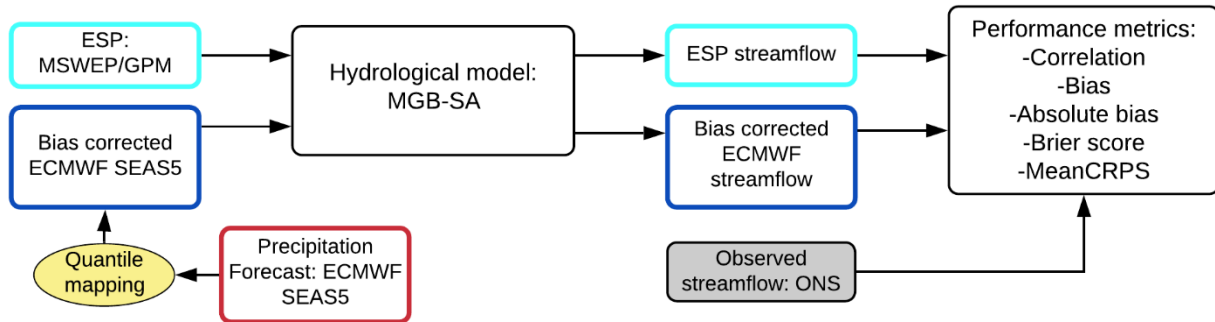 ESP:
MSWEP/GPM
Hydrological model:
MGB-SA
ESP streamflow
Performance metrics:
-Correlation
-Bias
-Absolute bias
-Brier score
-MeanCRPS
Bias corrected
ECMWF SEAS5
Bias corrected
ECMWF
streamflow
Quantile
mapping
Precipitation
Forecast: ECMWF
SEAS5
Observed
streamflow: ONS